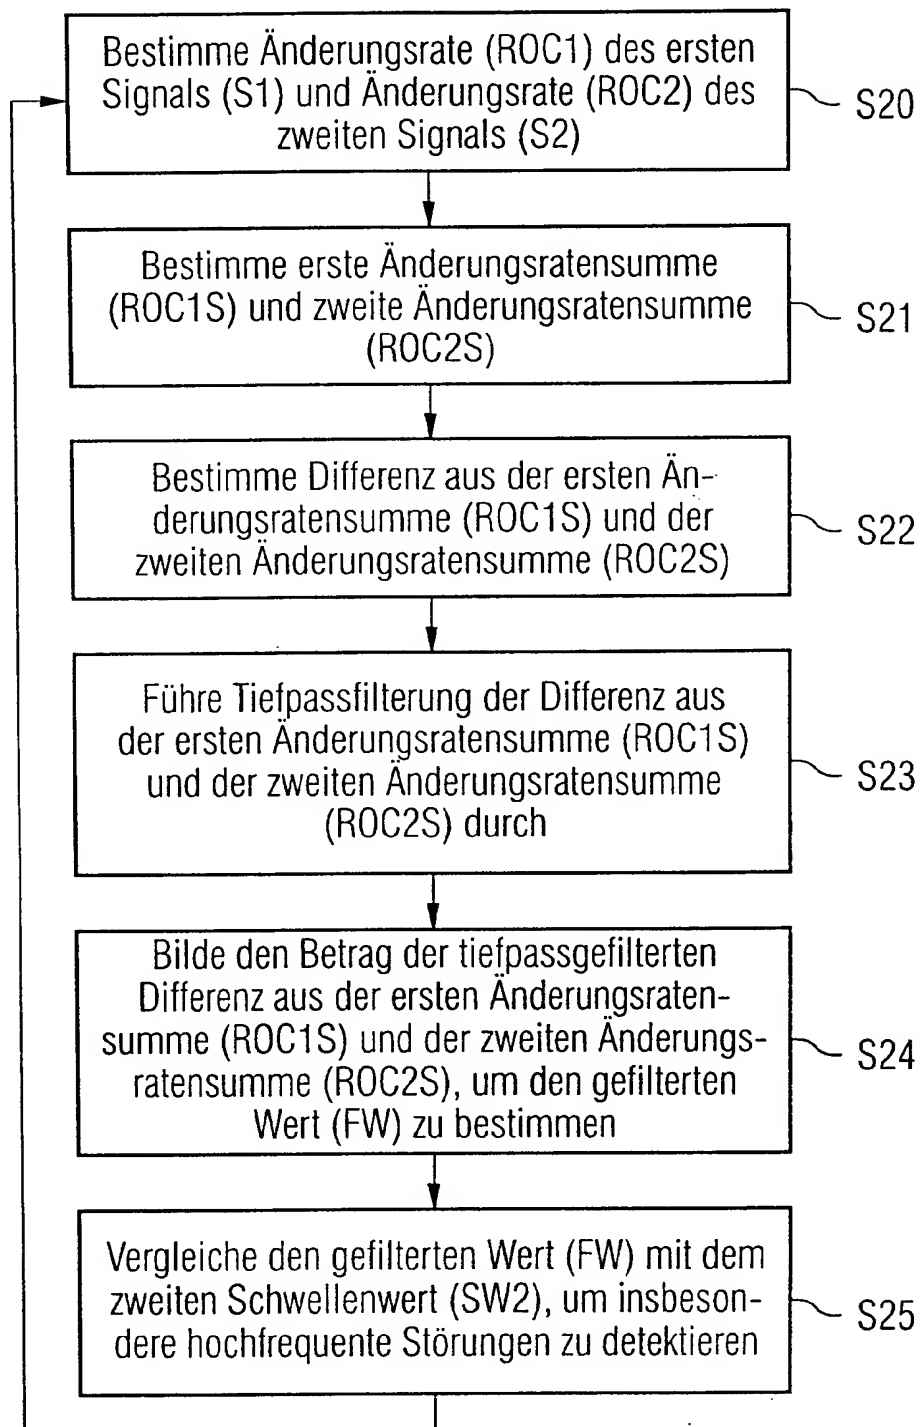 Bestimme Änderungsrate (ROC1) des ersten
Signals (S1) und Änderungsrate (ROC2) des
zweiten Signals (S2)
S20
Bestimme erste Änderungsratensumme
(ROC1S) und zweite Änderungsratensumme
(ROC2S)
S21
Bestimme Differenz aus der ersten Än-
derungsratensumme (ROC1S) und der
zweiten Änderungsratensumme (ROC2S)
S22
Führe Tiefpassfilterung der Differenz aus
der ersten Änderungsratensumme (ROC1S)
und der zweiten Änderungsratensumme
(ROC2S) durch
S23
Bilde den Betrag der tiefpassgefilterten
Differenz aus der ersten Änderungsraten-
summe (ROC1S) und der zweiten Änderungs-
ratensumme (ROC2S), um den gefilterten
Wert (FW) zu bestimmen
S24
Vergleiche den gefilterten Wert (FW) mit dem
zweiten Schwellenwert (SW2), um insbeson-
dere hochfrequente Störungen zu detektieren
S25